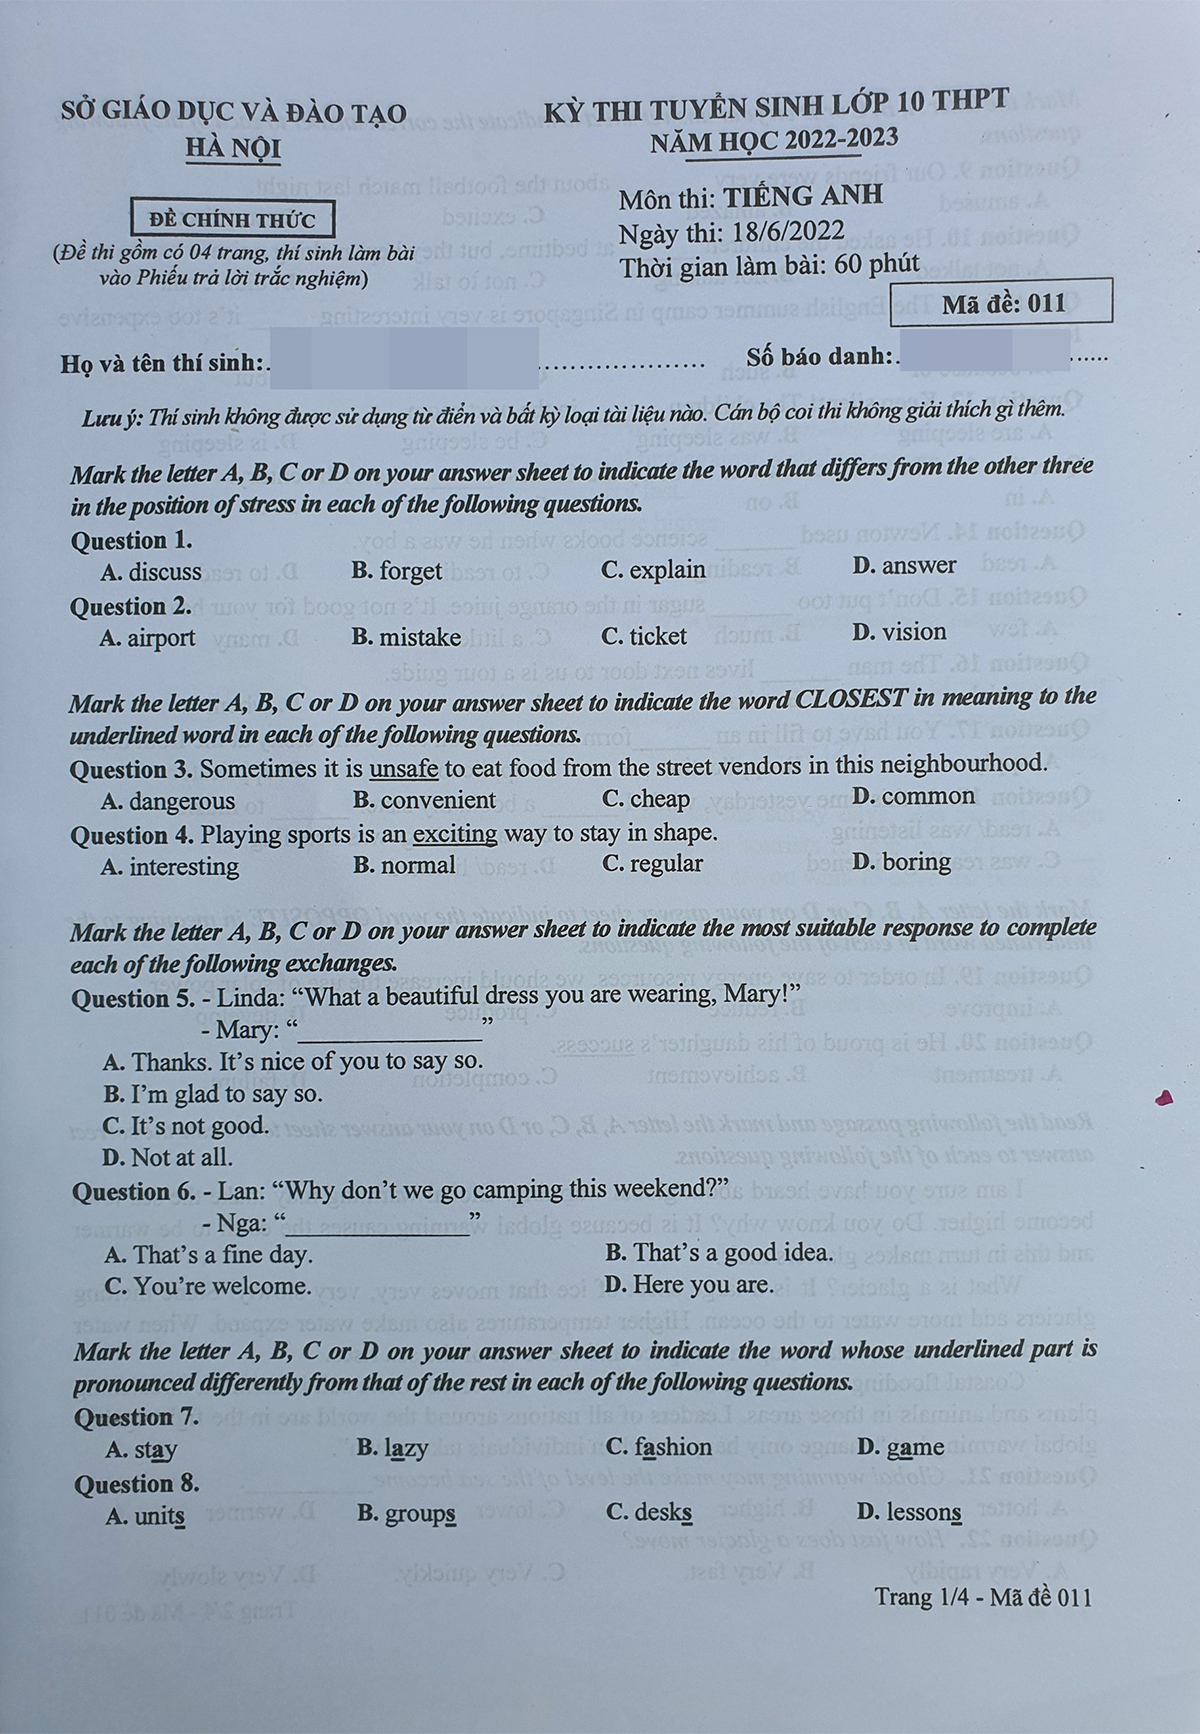 SỞ GIÁO DỤC VÀ ĐÀO TẠO
HÀ NỘI
KỲ THI TUYỂN SINH LỚP 10 THPT
NĂM HỌC 2022-2023
ĐỀ CHÍNH THỨC
(Đề thi gồm có 04 trang, thí sinh làm bài
vào Phiếu trả lời trắc nghiệm)
Môn thi: TIẾNG ANH
Ngày thi: 18/6/2022
Thời gian làm bài: 60 phút
Mã đề: 011
Họ và tên thí sinh:. ..................... Số báo danh:. ......
Lưu ý: Thí sinh không được sử dụng từ điển và bất kỳ loại tài liệu nào. Cán bộ coi thi không giải thích gì thêm.
Mark the letter A, B, C or D on your answer sheet to indicate the word that differs from the other three
in the position of stress in each of the following questions.
Question 1.
A. discuss B. forget C. explain D. answer
Question 2.
A. airport B. mistake C. ticket D. vision
Mark the letter A, B, C or D on your answer sheet to indicate the word CLOSEST in meaning to the
underlined word in each of the following questions.
Question 3. Sometimes it is unsafe to eat food from the street vendors in this neighbourhood.
A. dangerous B. convenient C. cheap D. common
Question 4. Playing sports is an exciting way to stay in shape.
A. interesting B. normal C. regular D. boring
Mark the letter A, B, C or D on your answer sheet to indicate the most suitable response to complete
each of the following exchanges.
Question 5. - Linda: “What a beautiful dress you are wearing, Mary!”
- Mary: “_______________”
A. Thanks. It’s nice of you to say so.
B. I’m glad to say so.
C. It’s not good.
D. Not at all.
Question 6. - Lan: “Why don’t we go camping this weekend?”
- Nga: “_______________”
A. That’s a fine day. B. That’s a good idea.
C. You’re welcome. D. Here you are.
Mark the letter A, B, C or D on your answer sheet to indicate the word whose underlined part is
pronounced differently from that of the rest in each of the following questions.
Question 7.
A. stay B. lazy C. fashion D. game
Question 8.
A. units B. groups C. desks D. lessons
Trang 1/4 - Mã đề 011